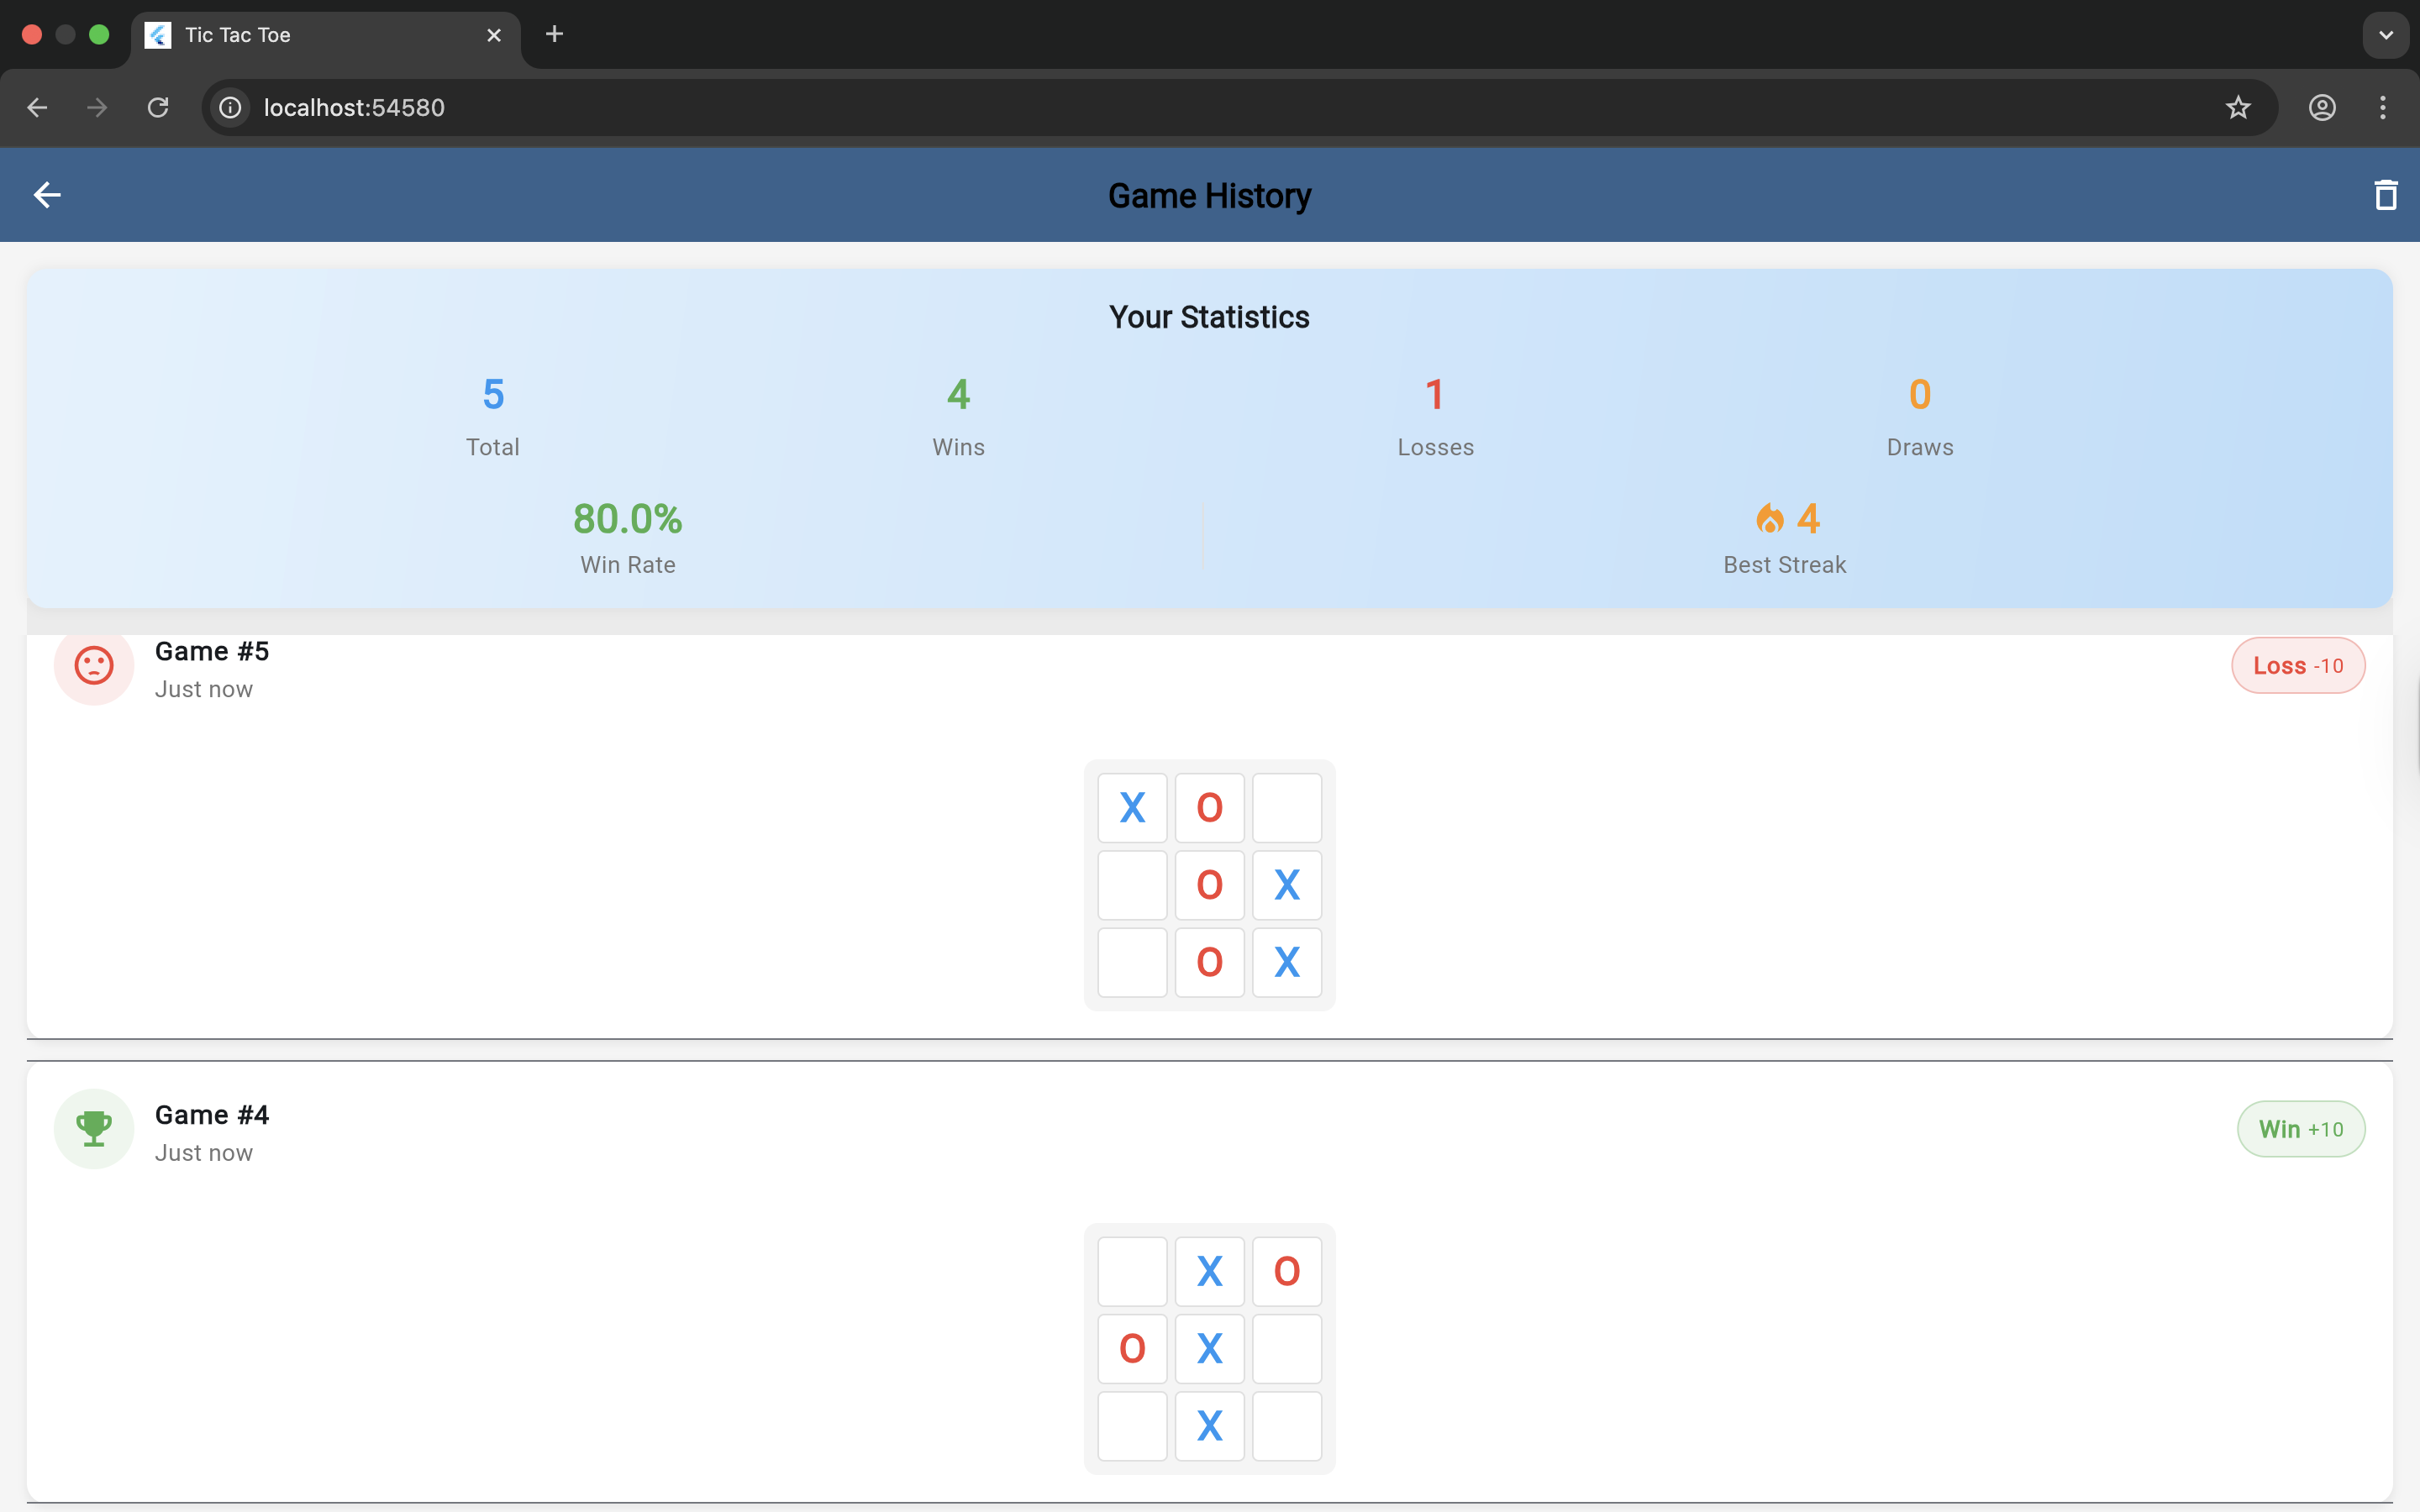 Tic Tac Toe
localhost:54580
Game History
Your Statistics
5 4 1 0
Total Wins Losses Draws
80.0% 4
Win Rate Best Streak
Game #5
Just now
Loss -10
X O
O X
O X
Game #4
Just now
Win +10
X O
O X
X